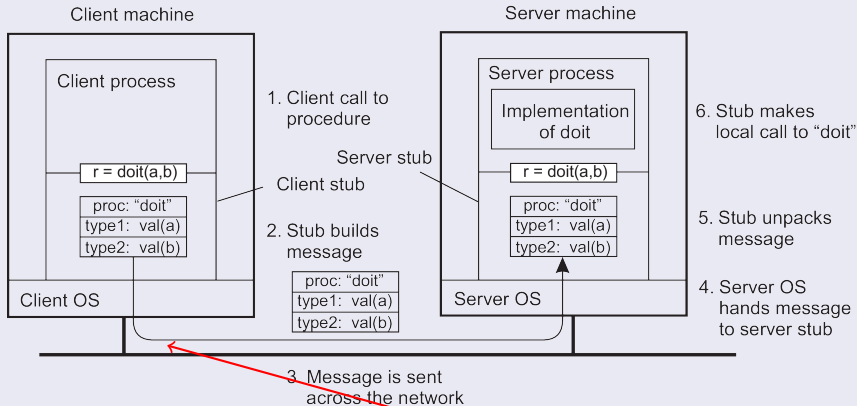 Client machine
Server machine
Client process
1. Client call to
procedure
Server process
Implementation
of doit
6. Stub makes
local call to “doit”
Server stub
r = doit(a,b)
Client stub
r = doit(a,b)
proc: “doit”
type1: val(a)
type2: val(b)
2. Stub builds
message
proc: “doit”
type1: val(a)
type2: val(b)
proc: “doit”
type1: val(a)
type2: val(b)
5. Stub unpacks
message
Client OS
Server OS
4. Server OS
hands message
to server stub
3. Message is sent
across the network